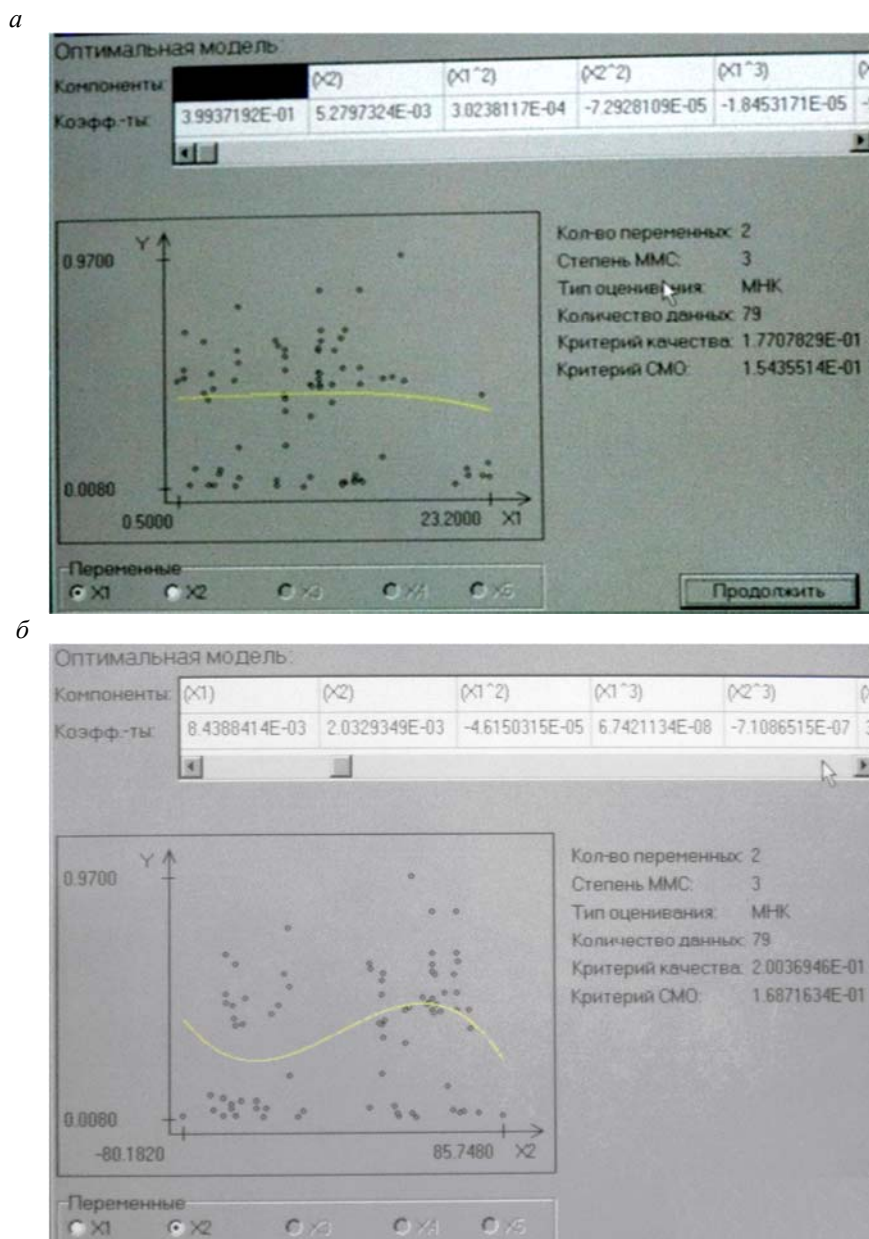 а
Оптимальная модель:
Компоненты: (X2) (X1^2) (X2^2) (X1^3)
Коэфф.-ты: 3.9937192E-01 5.2797324E-03 3.0238117E-04 -7.2928109E-05 -1.8453171E-05
Y
0.9700
0.0080
0.5000 23.2000 X1
Кол-во переменных: 2
Степень ММС: 3
Тип оценивания: МНК
Количество данных: 79
Критерий качества: 1.7707829E-01
Критерий СМО: 1.5435514E-01
Переменные
X1 X2 X3 X4 X5
Продолжить
б
Оптимальная модель:
Компоненты: (X1) (X2) (X1^2) (X1^3) (X2^3)
Коэфф.-ты: 8.4388414E-03 2.0329349E-03 -4.6150315E-05 6.7421134E-08 -7.1086515E-07
Y
0.9700
0.0080
-80.1820 85.7480 X2
Кол-во переменных: 2
Степень ММС: 3
Тип оценивания: МНК
Количество данных: 79
Критерий качества: 2.0036946E-01
Критерий СМО: 1.6871634E-01
Переменные
X1 X2 X3 X4 X5